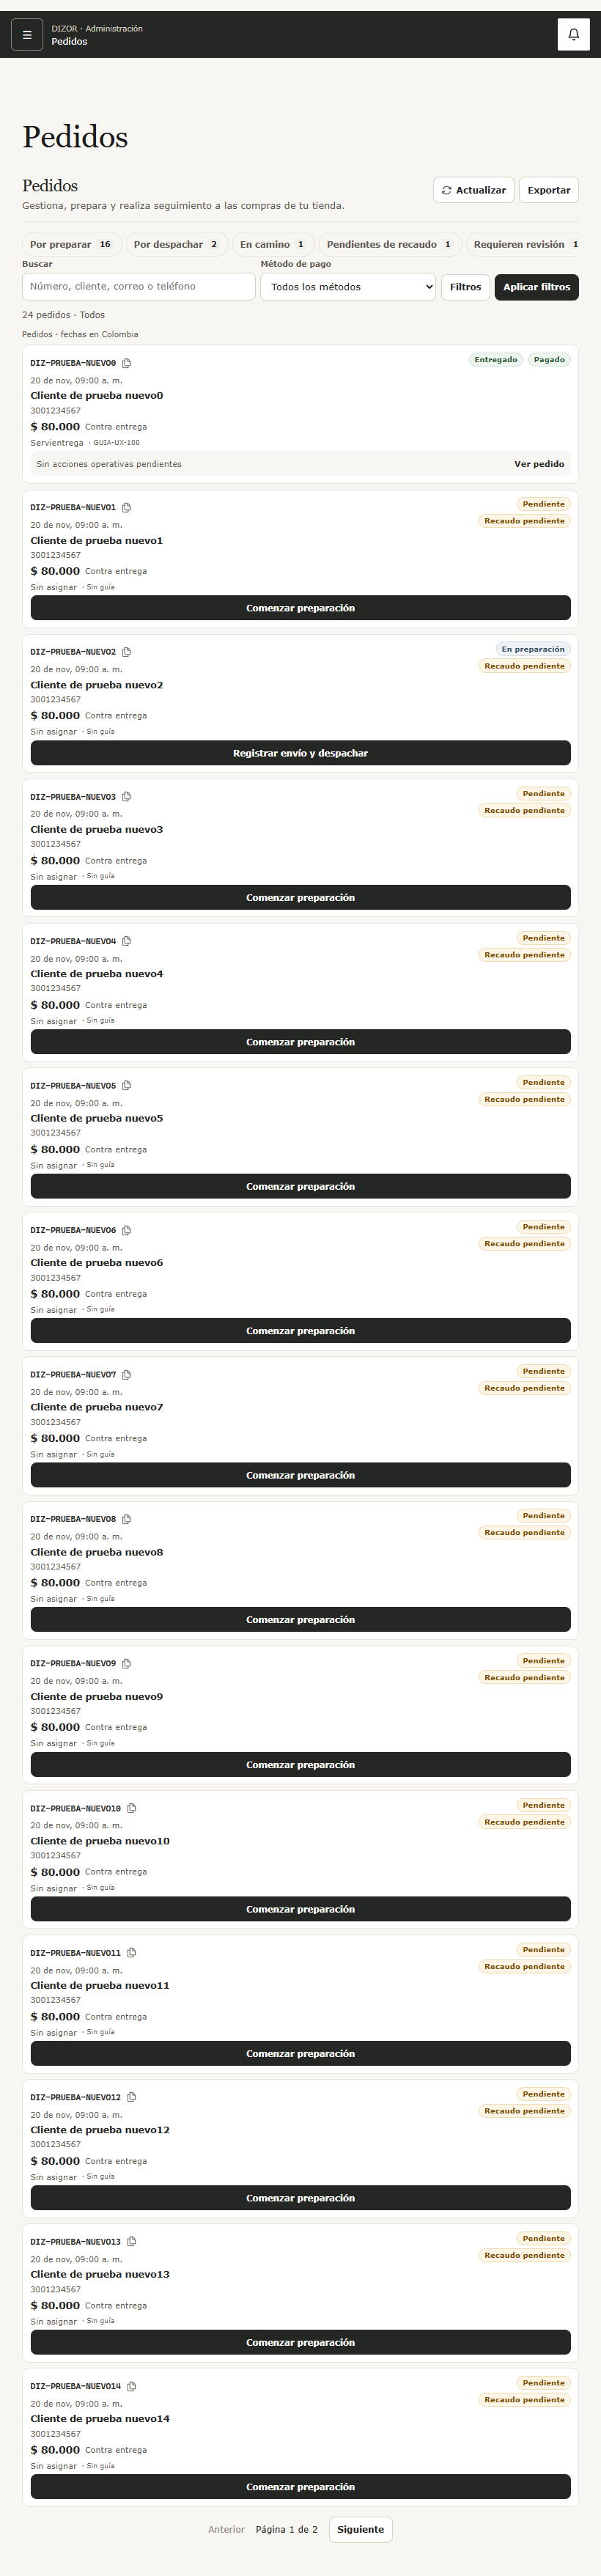 DIZOR · Administración
Pedidos
Pedidos
Pedidos
Gestiona, prepara y realiza seguimiento a las compras de tu tienda.
Actualizar
Exportar
Por preparar 16
Por despachar 2
En camino 1
Pendientes de recaudo 1
Requieren revisión 1
Buscar
Método de pago
Número, cliente, correo o teléfono
Todos los métodos
Filtros
Aplicar filtros
24 pedidos · Todos
Pedidos · fechas en Colombia
DIZ-PRUEBA-NUEVO0
Entregado
Pagado
20 de nov, 09:00 a. m.
Cliente de prueba nuevo0
3001234567
$ 80.000 Contra entrega
Servientrega · GUIA-UX-100
Sin acciones operativas pendientes
Ver pedido
DIZ-PRUEBA-NUEVO1
Pendiente
20 de nov, 09:00 a. m.
Recaudo pendiente
Cliente de prueba nuevo1
3001234567
$ 80.000 Contra entrega
Sin asignar · Sin guía
Comenzar preparación
DIZ-PRUEBA-NUEVO2
En preparación
20 de nov, 09:00 a. m.
Recaudo pendiente
Cliente de prueba nuevo2
3001234567
$ 80.000 Contra entrega
Sin asignar · Sin guía
Registrar envío y despachar
DIZ-PRUEBA-NUEVO3
Pendiente
20 de nov, 09:00 a. m.
Recaudo pendiente
Cliente de prueba nuevo3
3001234567
$ 80.000 Contra entrega
Sin asignar · Sin guía
Comenzar preparación
DIZ-PRUEBA-NUEVO4
Pendiente
20 de nov, 09:00 a. m.
Recaudo pendiente
Cliente de prueba nuevo4
3001234567
$ 80.000 Contra entrega
Sin asignar · Sin guía
Comenzar preparación
DIZ-PRUEBA-NUEVO5
Pendiente
20 de nov, 09:00 a. m.
Recaudo pendiente
Cliente de prueba nuevo5
3001234567
$ 80.000 Contra entrega
Sin asignar · Sin guía
Comenzar preparación
DIZ-PRUEBA-NUEVO6
Pendiente
20 de nov, 09:00 a. m.
Recaudo pendiente
Cliente de prueba nuevo6
3001234567
$ 80.000 Contra entrega
Sin asignar · Sin guía
Comenzar preparación
DIZ-PRUEBA-NUEVO7
Pendiente
20 de nov, 09:00 a. m.
Recaudo pendiente
Cliente de prueba nuevo7
3001234567
$ 80.000 Contra entrega
Sin asignar · Sin guía
Comenzar preparación
DIZ-PRUEBA-NUEVO8
Pendiente
20 de nov, 09:00 a. m.
Recaudo pendiente
Cliente de prueba nuevo8
3001234567
$ 80.000 Contra entrega
Sin asignar · Sin guía
Comenzar preparación
DIZ-PRUEBA-NUEVO9
Pendiente
20 de nov, 09:00 a. m.
Recaudo pendiente
Cliente de prueba nuevo9
3001234567
$ 80.000 Contra entrega
Sin asignar · Sin guía
Comenzar preparación
DIZ-PRUEBA-NUEVO10
Pendiente
20 de nov, 09:00 a. m.
Recaudo pendiente
Cliente de prueba nuevo10
3001234567
$ 80.000 Contra entrega
Sin asignar · Sin guía
Comenzar preparación
DIZ-PRUEBA-NUEVO11
Pendiente
20 de nov, 09:00 a. m.
Recaudo pendiente
Cliente de prueba nuevo11
3001234567
$ 80.000 Contra entrega
Sin asignar · Sin guía
Comenzar preparación
DIZ-PRUEBA-NUEVO12
Pendiente
20 de nov, 09:00 a. m.
Recaudo pendiente
Cliente de prueba nuevo12
3001234567
$ 80.000 Contra entrega
Sin asignar · Sin guía
Comenzar preparación
DIZ-PRUEBA-NUEVO13
Pendiente
20 de nov, 09:00 a. m.
Recaudo pendiente
Cliente de prueba nuevo13
3001234567
$ 80.000 Contra entrega
Sin asignar · Sin guía
Comenzar preparación
DIZ-PRUEBA-NUEVO14
Pendiente
20 de nov, 09:00 a. m.
Recaudo pendiente
Cliente de prueba nuevo14
3001234567
$ 80.000 Contra entrega
Sin asignar · Sin guía
Comenzar preparación
Anterior
Página 1 de 2
Siguiente